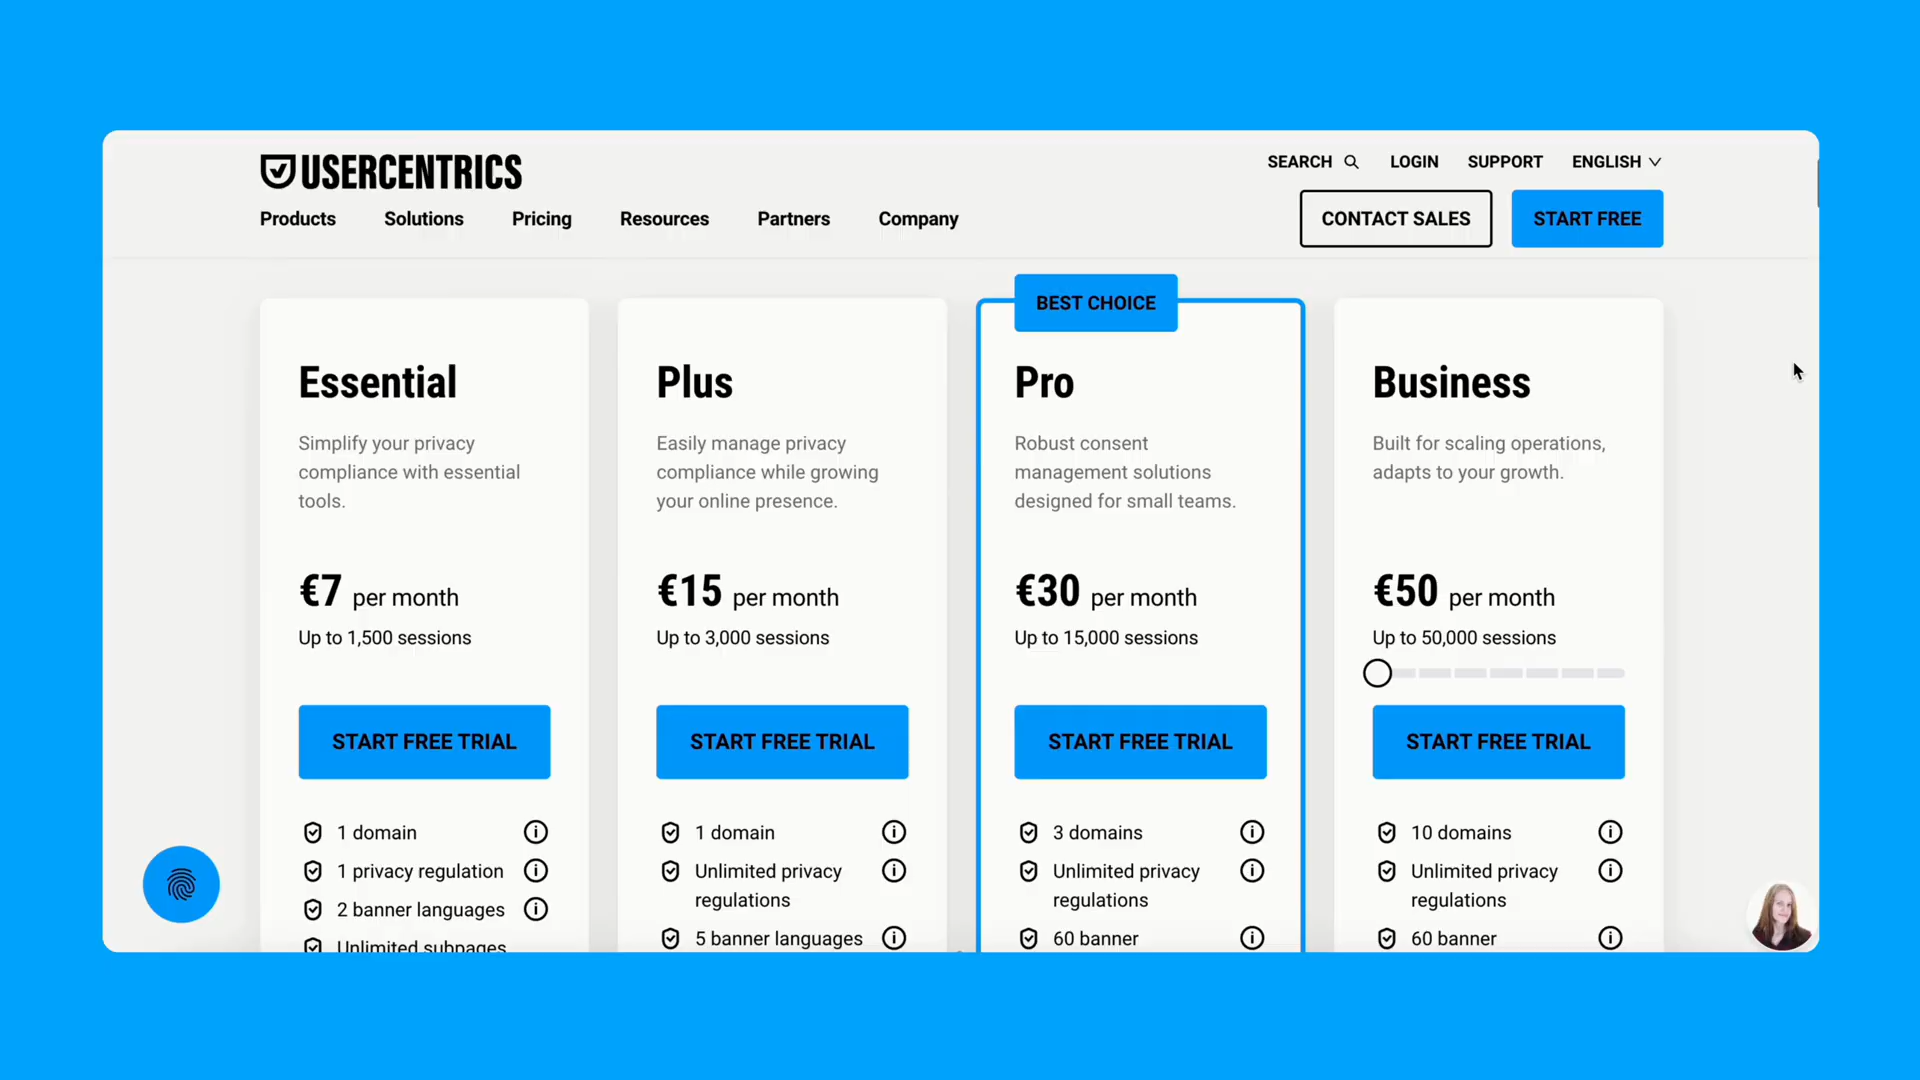 USERCENTRICS
SEARCH
LOGIN
SUPPORT
ENGLISH
Products
Solutions
Pricing
Resources
Partners
Company
CONTACT SALES
START FREE
Essential
Simplify your privacy
compliance with essential
tools.
€7 per month
Up to 1,500 sessions
START FREE TRIAL
1 domain
1 privacy regulation
2 banner languages
Unlimited subpages
Plus
Easily manage privacy
compliance while growing
your online presence.
€15 per month
Up to 3,000 sessions
START FREE TRIAL
1 domain
Unlimited privacy
regulations
5 banner languages
BEST CHOICE
Pro
Robust consent
management solutions
designed for small teams.
€30 per month
Up to 15,000 sessions
START FREE TRIAL
3 domains
Unlimited privacy
regulations
60 banner
Business
Built for scaling operations,
adapts to your growth.
€50 per month
Up to 50,000 sessions
START FREE TRIAL
10 domains
Unlimited privacy
regulations
60 banner